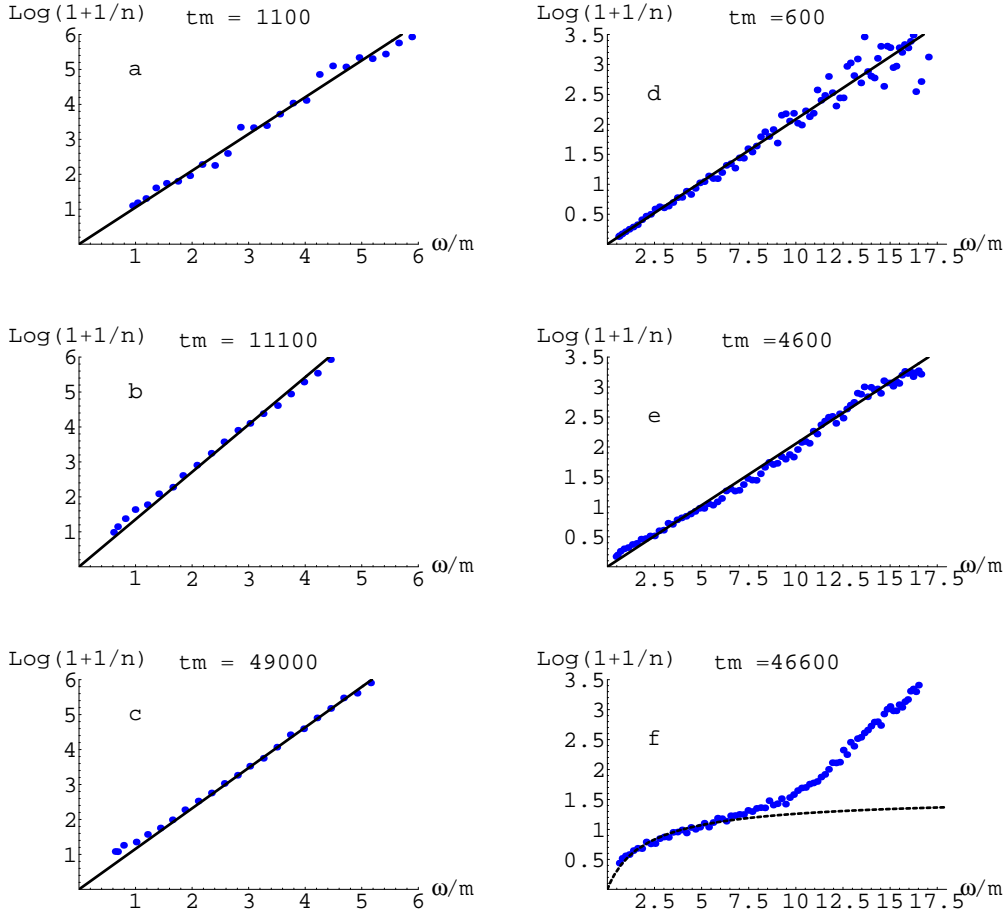 Log(1+1/n)
tm = 1100
a
6
5
4
3
2
1
1 2 3 4 5 6
ω/m
Log(1+1/n)
tm =600
d
3.5
3
2.5
2
1.5
1
0.5
2.5 5 7.5 10 12.5 15 17.5
ω/m
Log(1+1/n)
tm = 11100
b
6
5
4
3
2
1
1 2 3 4 5 6
ω/m
Log(1+1/n)
tm =4600
e
3.5
3
2.5
2
1.5
1
0.5
2.5 5 7.5 10 12.5 15 17.5
ω/m
Log(1+1/n)
tm = 49000
c
6
5
4
3
2
1
1 2 3 4 5 6
ω/m
Log(1+1/n)
tm =46600
f
3.5
3
2.5
2
1.5
1
0.5
2.5 5 7.5 10 12.5 15 17.5
ω/m